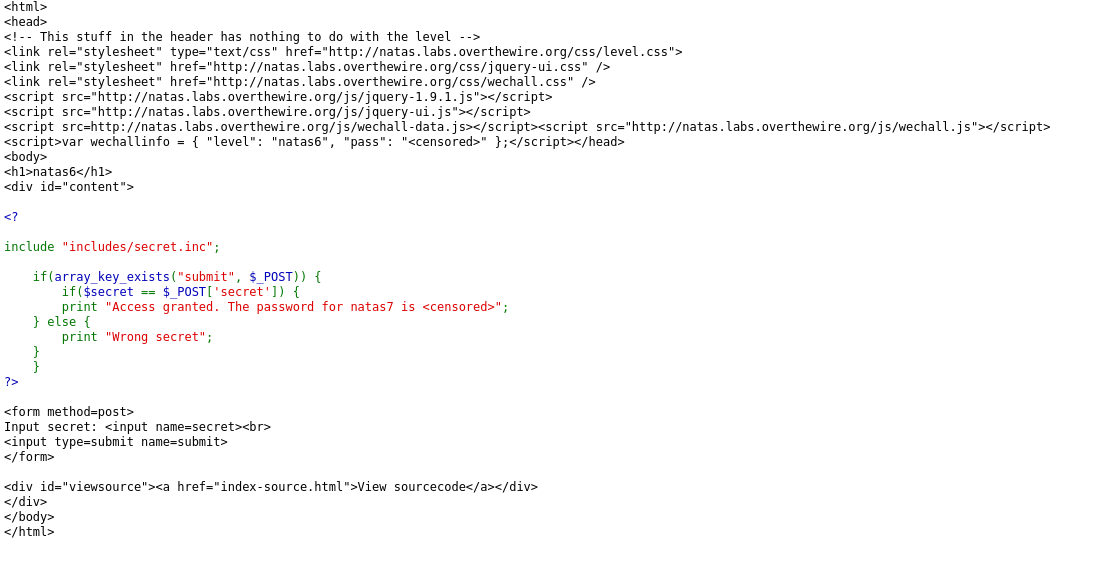 <html>
<head>
<!-- This stuff in the header has nothing to do with the level -->
<link rel="stylesheet" type="text/css" href="http://natas.labs.overthewire.org/css/level.css">
<link rel="stylesheet" href="http://natas.labs.overthewire.org/css/jquery-ui.css" />
<link rel="stylesheet" href="http://natas.labs.overthewire.org/css/wechall.css" />
<script src="http://natas.labs.overthewire.org/js/jquery-1.9.1.js"></script>
<script src="http://natas.labs.overthewire.org/js/jquery-ui.js"></script>
<script src=http://natas.labs.overthewire.org/js/wechall-data.js></script><script src="http://natas.labs.overthewire.org/js/wechall.js"></script>
<script>var wechallinfo = { "level": "natas6", "pass": "<censored>" };</script></head>
<body>
<h1>natas6</h1>
<div id="content">

<?

include "includes/secret.inc";

    if(array_key_exists("submit", $_POST)) {
        if($secret == $_POST['secret']) {
        print "Access granted. The password for natas7 is <censored>";
    } else {
        print "Wrong secret";
    }
    }
?>

<form method=post>
Input secret: <input name=secret><br>
<input type=submit name=submit>
</form>

<div id="viewsource"><a href="index-source.html">View sourcecode</a></div>
</div>
</body>
</html>